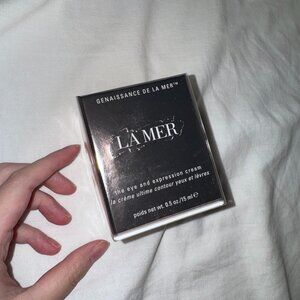 GENAISSANCE DE LA MER™
LA MER
the eye and expression cream
la crème ultime contour yeux et lèvres
poids net wt. 0.5 oz./15 ml ℮